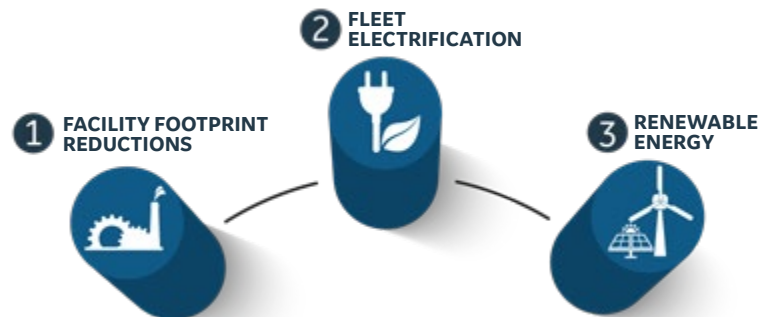 1 FACILITY FOOTPRINT
REDUCTIONS
2 FLEET
ELECTRIFICATION
3 RENEWABLE
ENERGY